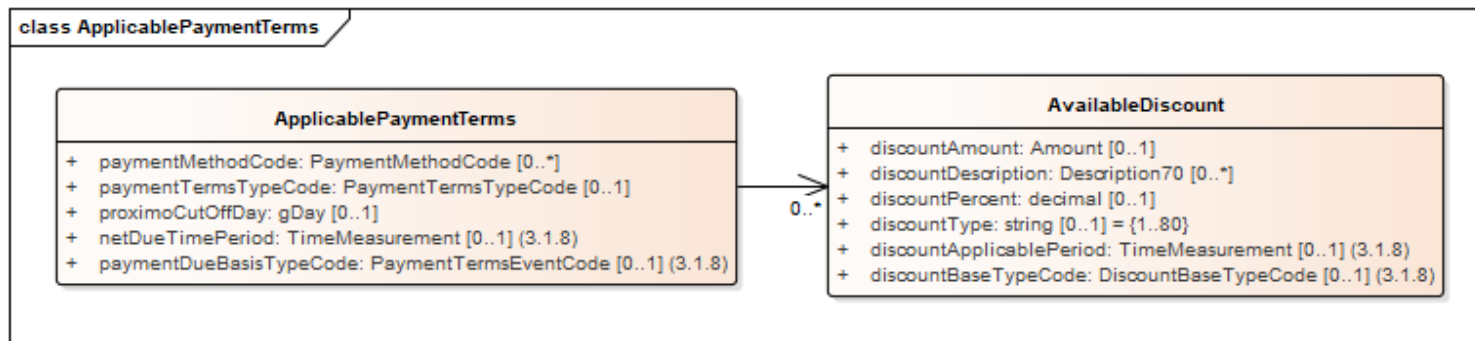 class ApplicablePaymentTerms
ApplicablePaymentTerms
+ paymentMethodCode: PaymentMethodCode [0..*]
+ paymentTermsTypeCode: PaymentTermsTypeCode [0..1]
+ proximoCutOffDay: gDay [0..1]
+ netDueTimePeriod: TimeMeasurement [0..1] (3.1.8)
+ paymentDueBasisTypeCode: PaymentTermsEventCode [0..1] (3.1.8)
0..*
AvailableDiscount
+ discountAmount: Amount [0..1]
+ discountDescription: Description70 [0..*]
+ discountPercent: decimal [0..1]
+ discountType: string [0..1] = {1..80}
+ discountApplicablePeriod: TimeMeasurement [0..1] (3.1.8)
+ discountBaseTypeCode: DiscountBaseTypeCode [0..1] (3.1.8)